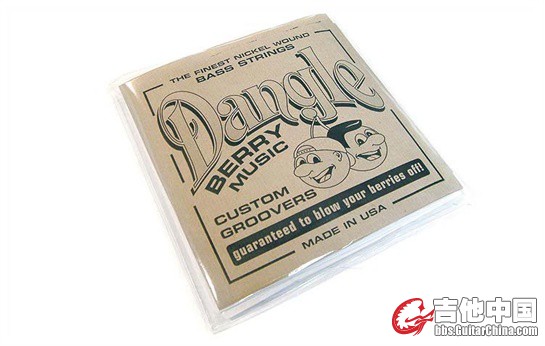 THE FINEST NICKEL WOUND
BASS STRINGS
Dangle
BERRY
MUSIC
CUSTOM
GROOVERS
guaranteed to blow your berries off!
MADE IN USA
吉他中国
bbs.GuitarChina.com